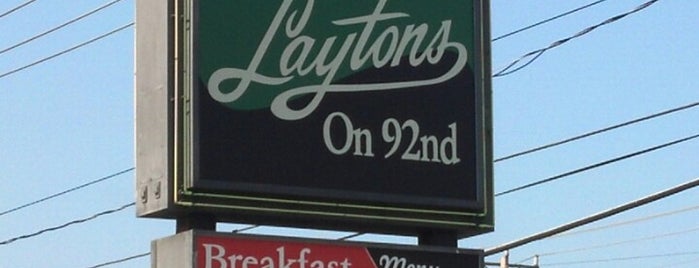 Laytons
On 92nd
Breakfast Menu